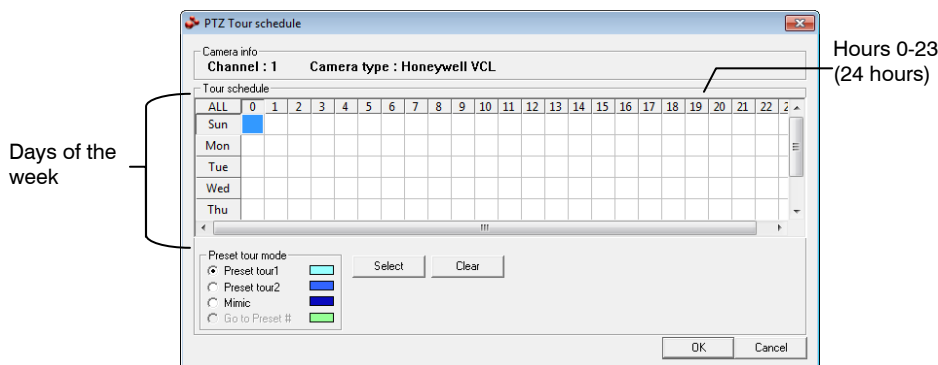 PTZ Tour schedule
Camera info
Channel : 1 Camera type : Honeywell VCL
Hours 0-23
(24 hours)
Tour schedule
ALL 0 1 2 3 4 5 6 7 8 9 10 11 12 13 14 15 16 17 18 19 20 21 22 2
Sun
Mon
Tue
Wed
Thu
Days of the
week
Preset tour mode
Preset tour1
Preset tour2
Mimic
Go to Preset #
Select Clear
OK Cancel